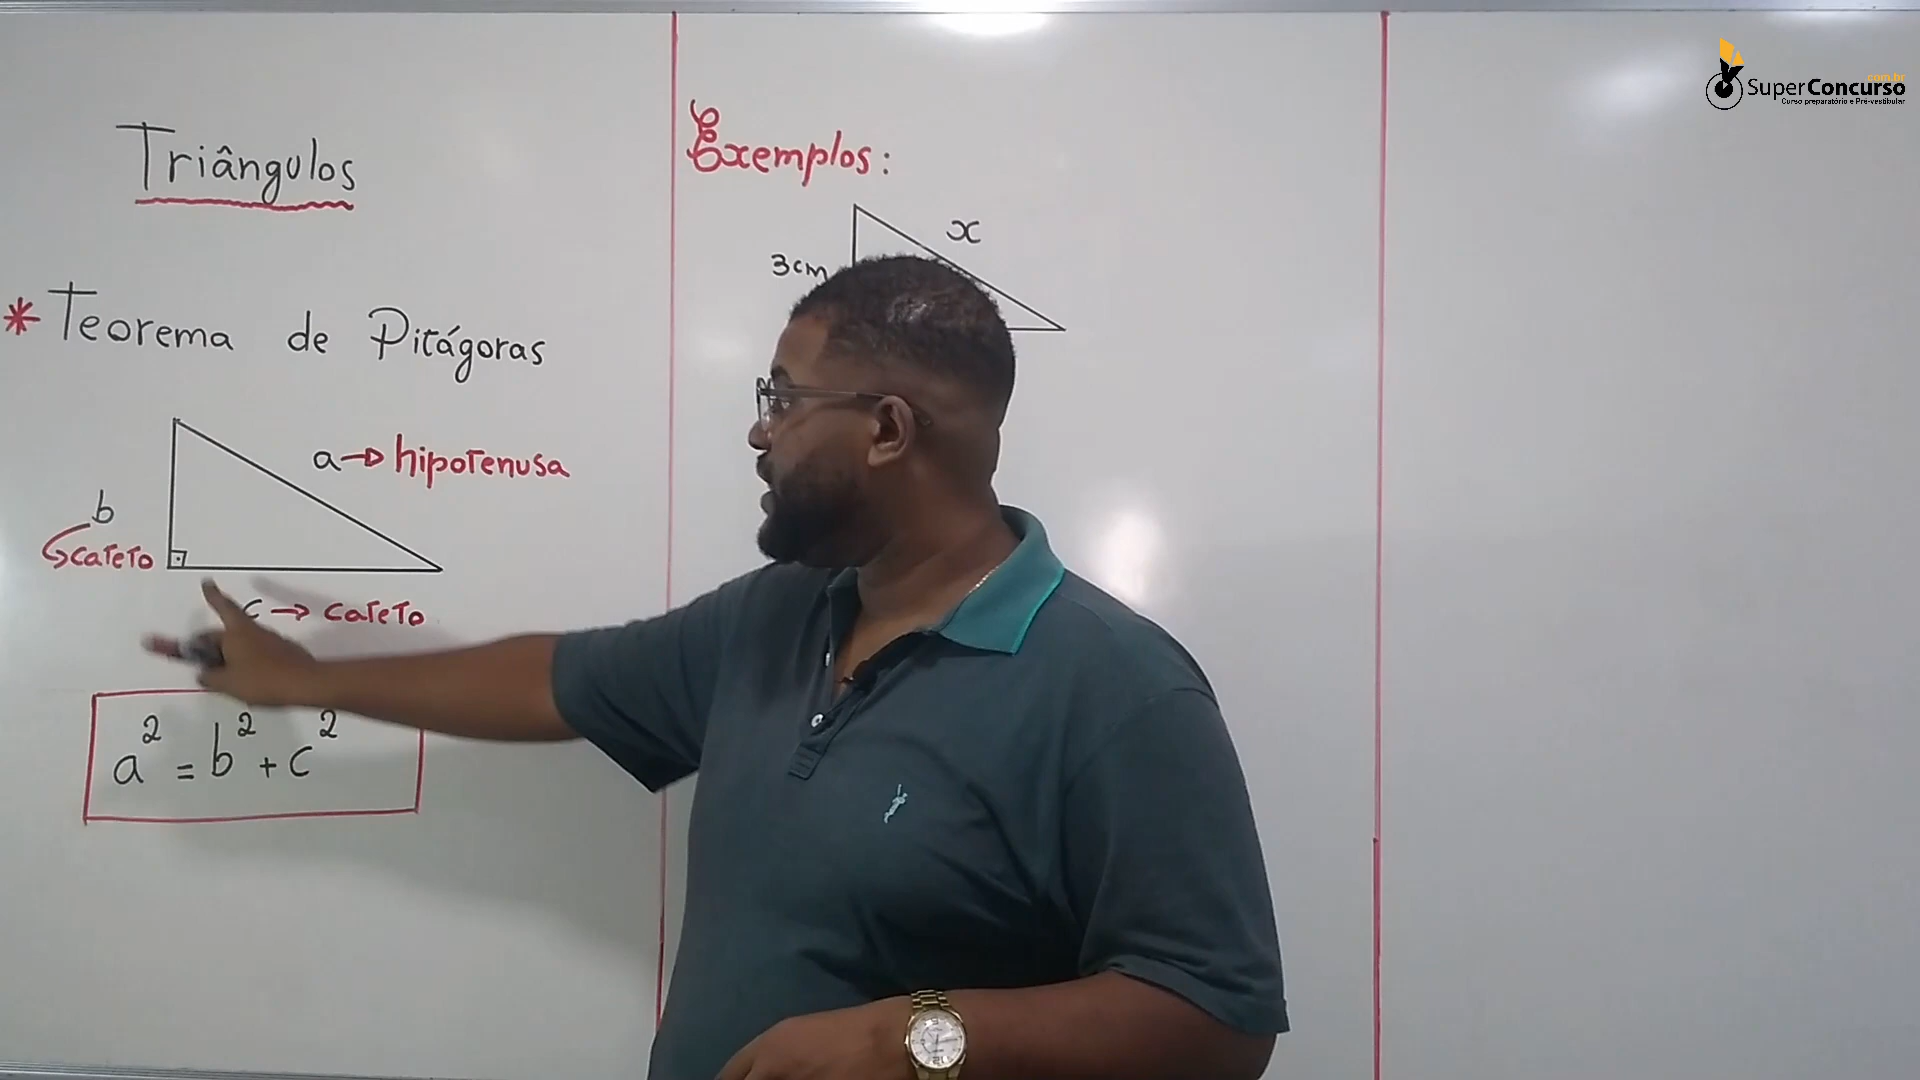 Triângulos
* Teorema de Pitágoras
a → hipotenusa
b
↳ cateto
c → cateto
a² = b² + c²
Exemplos:
x
3cm
.com.br
SuperConcurso
Curso preparatório e Pré-vestibular